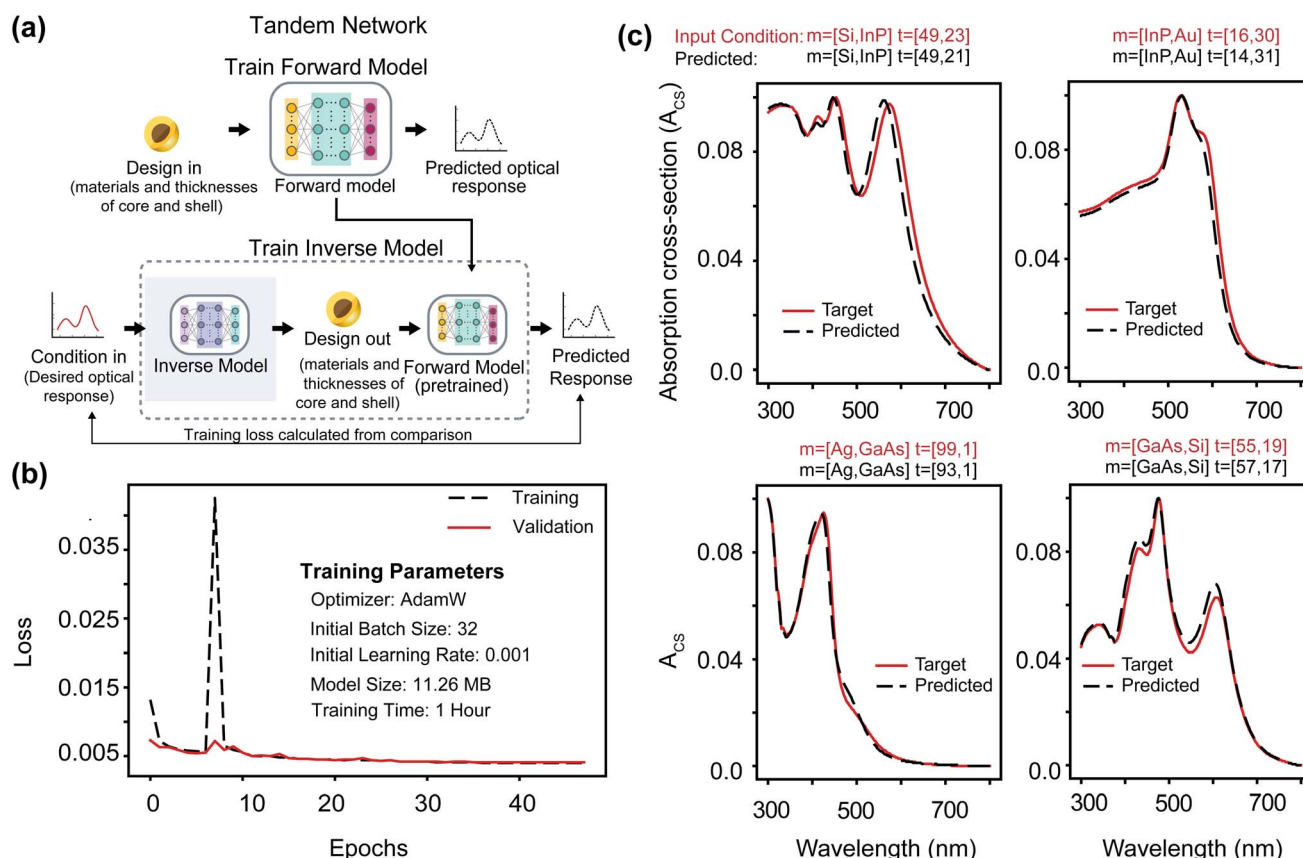 (a)
Tandem Network
Train Forward Model
Design in
(materials and thicknesses
of core and shell)
Forward model
Predicted optical
response
Train Inverse Model
Condition in
(Desired optical
response)
Inverse Model
Design out
(materials and
thicknesses of
core and shell)
Forward Model
(pretrained)
Predicted
Response
Training loss calculated from comparison
(b)
Training
Validation
Training Parameters
Optimizer: AdamW
Initial Batch Size: 32
Initial Learning Rate: 0.001
Model Size: 11.26 MB
Training Time: 1 Hour
Loss
0.035
0.025
0.015
0.005
0 10 20 30 40
Epochs
(c)
Input Condition: m=[Si,InP] t=[49,23]
Predicted: m=[Si,InP] t=[49,21]
Absorption cross-section (A_CS)
0.08
0.04
0.0
Target
Predicted
300 500 700
m=[InP,Au] t=[16,30]
m=[InP,Au] t=[14,31]
0.08
0.04
0.0
Target
Predicted
300 500 700
m=[Ag,GaAs] t=[99,1]
m=[Ag,GaAs] t=[93,1]
A_CS
0.08
0.04
0.0
Target
Predicted
300 500 700
Wavelength (nm)
m=[GaAs,Si] t=[55,19]
m=[GaAs,Si] t=[57,17]
0.08
0.04
0.0
Target
Predicted
300 500 700
Wavelength (nm)